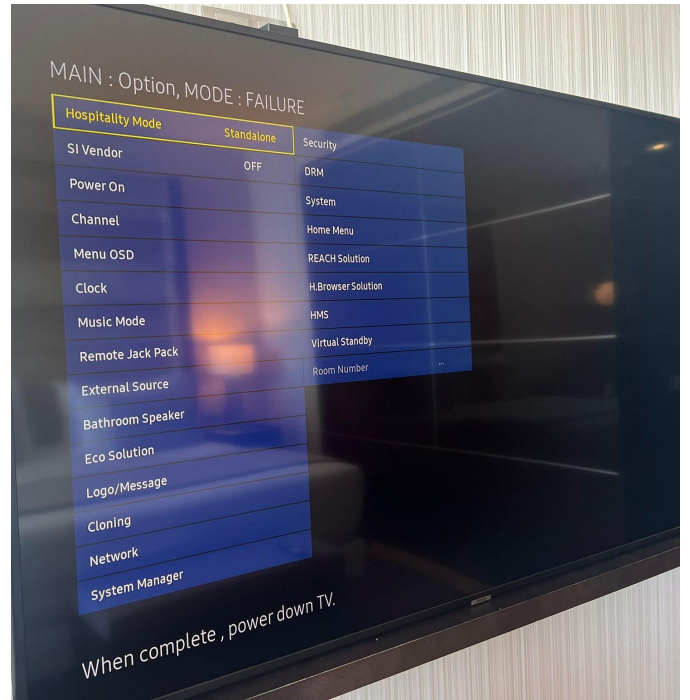 MAIN : Option, MODE : FAILURE
Hospitality Mode Standalone
SI Vendor OFF
Power On
Channel
Menu OSD
Clock
Music Mode
Remote Jack Pack
External Source
Bathroom Speaker
Eco Solution
Logo/Message
Cloning
Network
System Manager
Security
DRM
System
Home Menu
REACH Solution
H.Browser Solution
HMS
Virtual Standby
Room Number ...
When complete , power down TV.